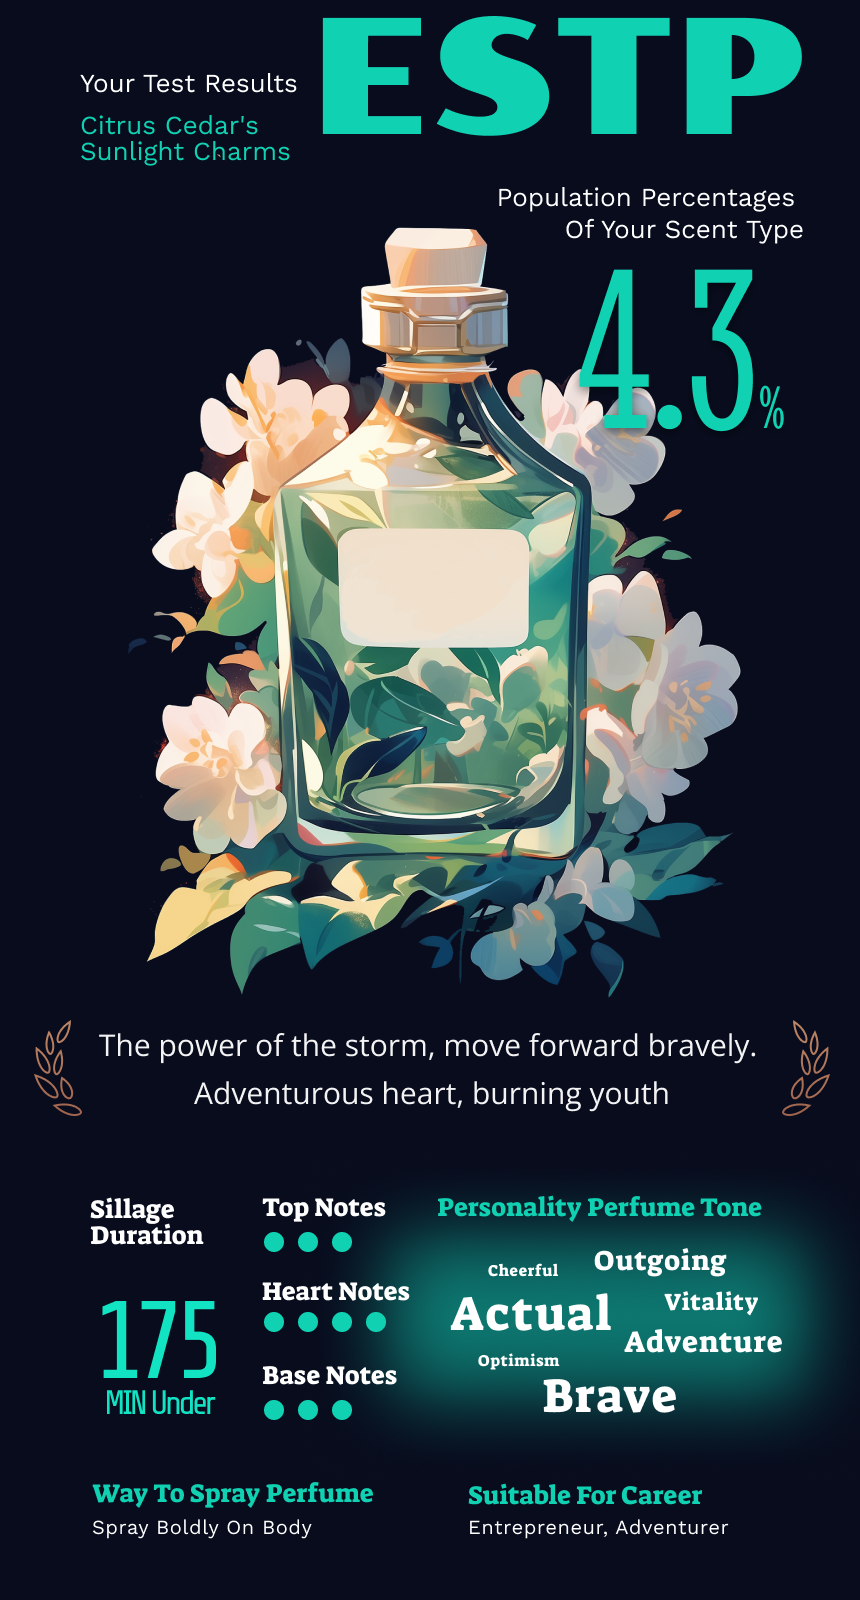 ESTP
Your Test Results
Citrus Cedar's
Sunlight Charms
Population Percentages
Of Your Scent Type
4.3%
The power of the storm, move forward bravely.
Adventurous heart, burning youth
Sillage
Duration
175
MIN Under
Top Notes
Heart Notes
Base Notes
Personality Perfume Tone
Cheerful
Outgoing
Actual
Vitality
Adventure
Optimism
Brave
Way To Spray Perfume
Spray Boldly On Body
Suitable For Career
Entrepreneur, Adventurer